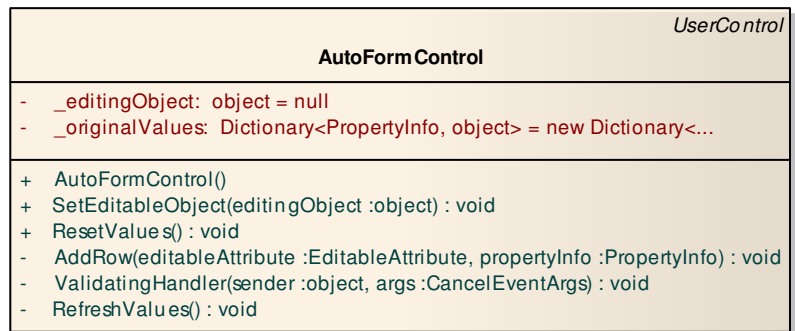 UserControl
AutoFormControl
- _editingObject: object = null
- _originalValues: Dictionary<PropertyInfo, object> = new Dictionary<...
+ AutoFormControl()
+ SetEditableObject(editingObject :object) : void
+ ResetValues() : void
- AddRow(editableAttribute :EditableAttribute, propertyInfo :PropertyInfo) : void
- ValidatingHandler(sender :object, args :CancelEventArgs) : void
- RefreshValues() : void